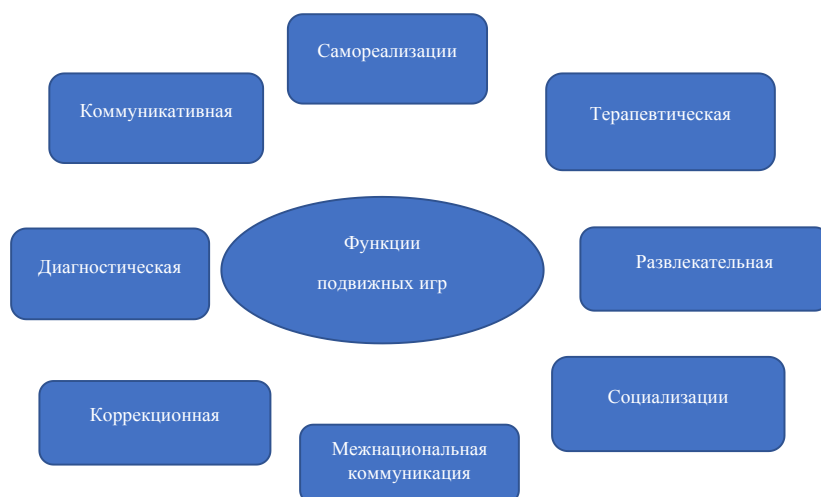 Самореализации
Коммуникативная
Терапевтическая
Функции
подвижных игр
Диагностическая
Развлекательная
Коррекционная
Социализации
Межнациональная
коммуникация